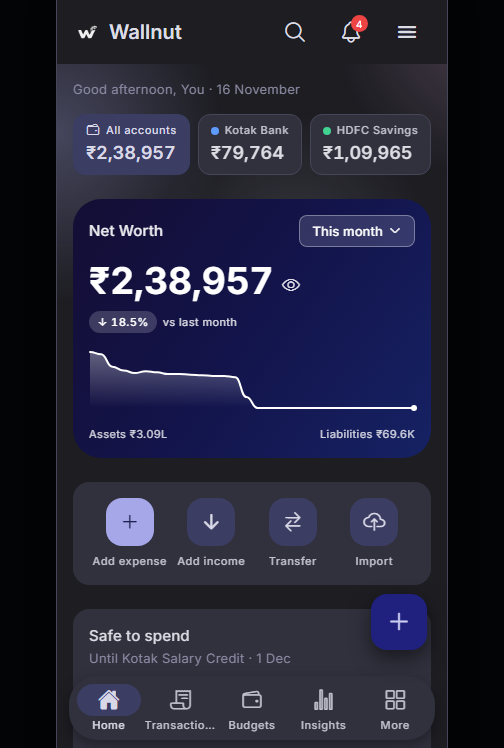 Wallnut
4
Good afternoon, You · 16 November
All accounts
₹2,38,957
Kotak Bank
₹79,764
HDFC Savings
₹1,09,965
Net Worth
This month
₹2,38,957
↓ 18.5% vs last month
Assets ₹3.09L
Liabilities ₹69.6K
Add expense
Add income
Transfer
Import
Safe to spend
Until Kotak Salary Credit · 1 Dec
Home
Transactio...
Budgets
Insights
More